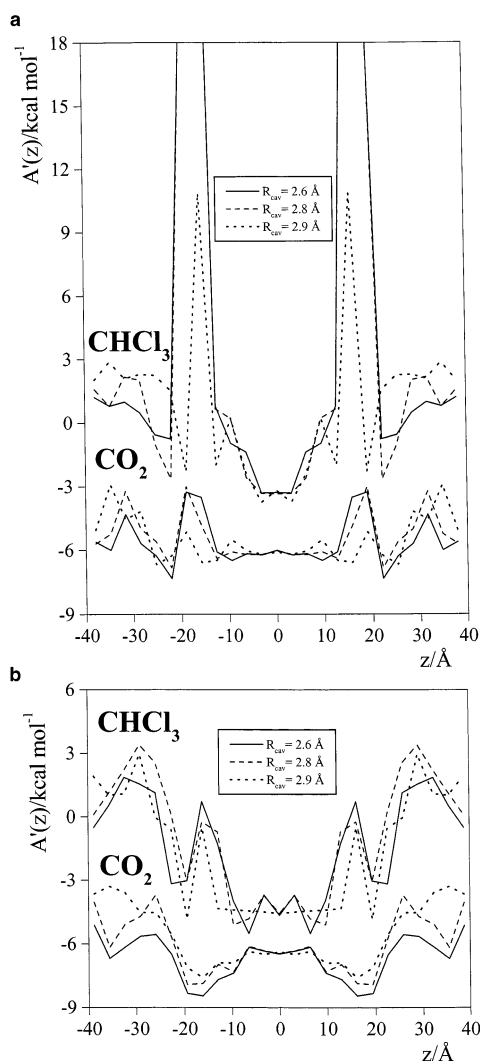 a
A'(z)/kcal mol⁻¹
18
15
12
9
6
3
0
-3
-6
-9
R_cav= 2.6 Å
R_cav= 2.8 Å
R_cav= 2.9 Å
CHCl₃
CO₂
-40 -30 -20 -10 0 10 20 30 40
z/Å
b
A'(z)/kcal mol⁻¹
6
3
0
-3
-6
-9
CHCl₃
R_cav= 2.6 Å
R_cav= 2.8 Å
R_cav= 2.9 Å
CO₂
-40 -30 -20 -10 0 10 20 30 40
z/Å